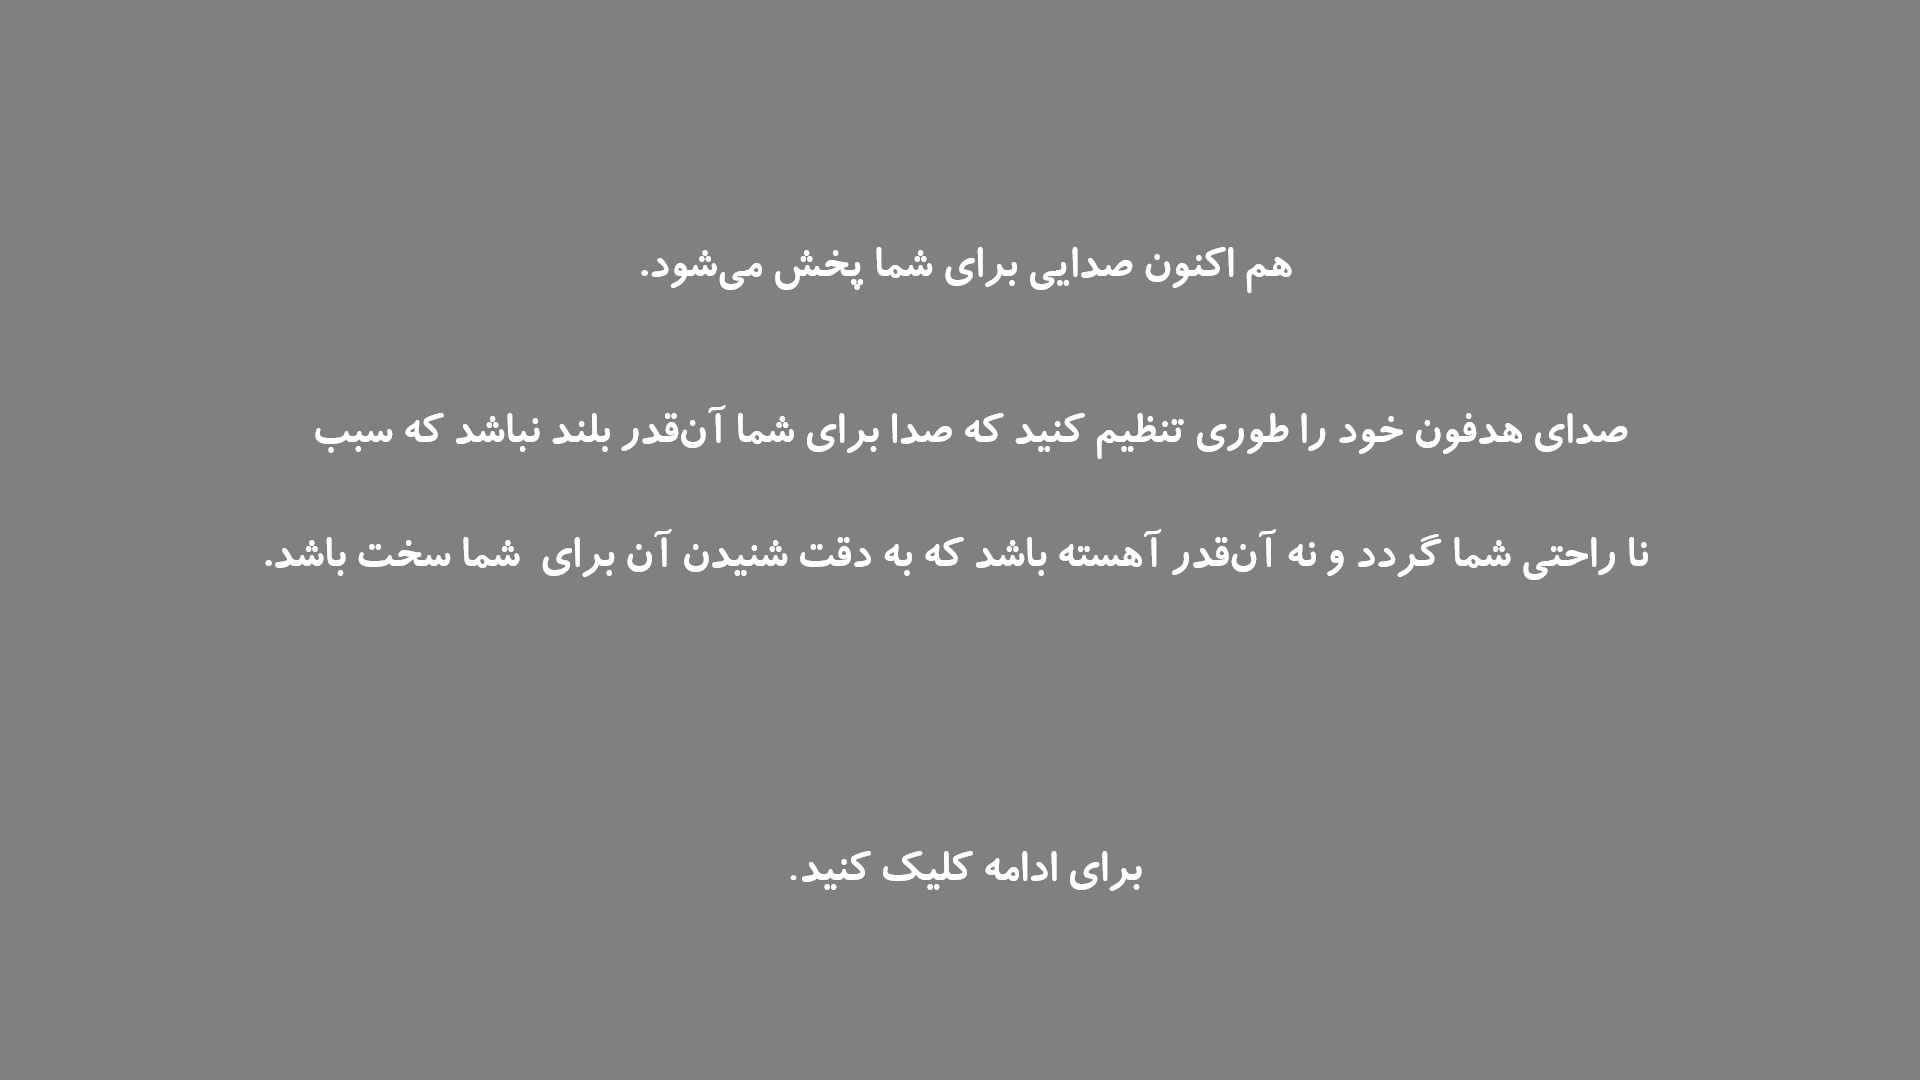 هم اکنون صدایی برای شما پخش می‌شود.
صدای هدفون خود را طوری تنظیم کنید که صدا برای شما آن‌قدر بلند نباشد که سبب
نا راحتی شما گردد و نه آن‌قدر آهسته باشد که به دقت شنیدن آن برای  شما سخت باشد.
برای ادامه کلیک کنید.